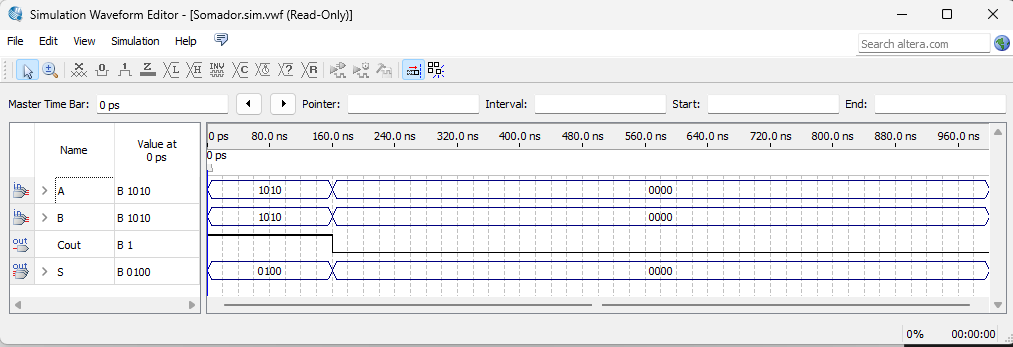 Simulation Waveform Editor - [Somador.sim.vwf (Read-Only)]
File Edit View Simulation Help
Search altera.com
Master Time Bar: 0 ps Pointer: Interval: Start: End:
Name Value at 0 ps
0 ps 80.0 ns 160.0 ns 240.0 ns 320.0 ns 400.0 ns 480.0 ns 560.0 ns 640.0 ns 720.0 ns 800.0 ns 880.0 ns 960.0 ns
0 ps
in A B 1010 1010 0000
in B B 1010 1010 0000
out Cout B 1
out S B 0100 0100 0000
0% 00:00:00